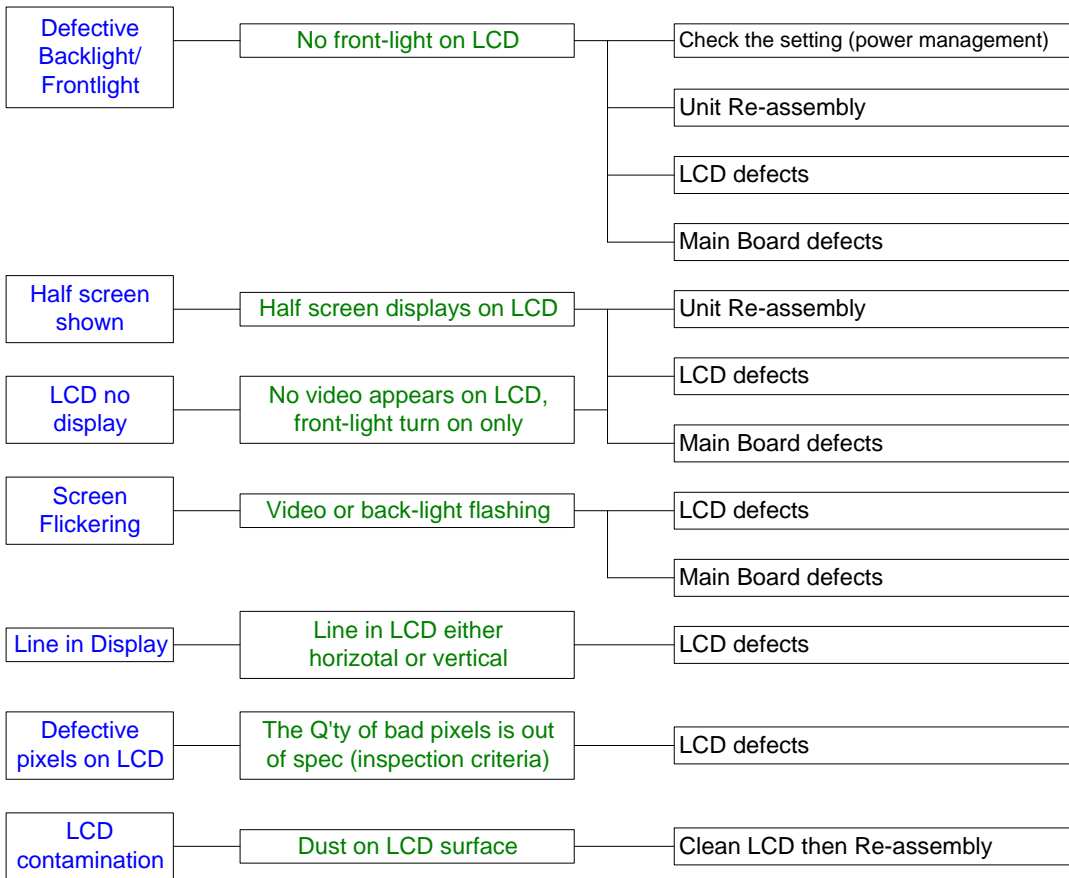 Defective
Backlight/
Frontlight
No front-light on LCD
Check the setting (power management)
Unit Re-assembly
LCD defects
Main Board defects
Half screen
shown
Half screen displays on LCD
Unit Re-assembly
LCD defects
Main Board defects
LCD no
display
No video appears on LCD,
front-light turn on only
Screen
Flickering
Video or back-light flashing
LCD defects
Main Board defects
Line in Display
Line in LCD either
horizotal or vertical
LCD defects
Defective
pixels on LCD
The Q'ty of bad pixels is out
of spec (inspection criteria)
LCD defects
LCD
contamination
Dust on LCD surface
Clean LCD then Re-assembly